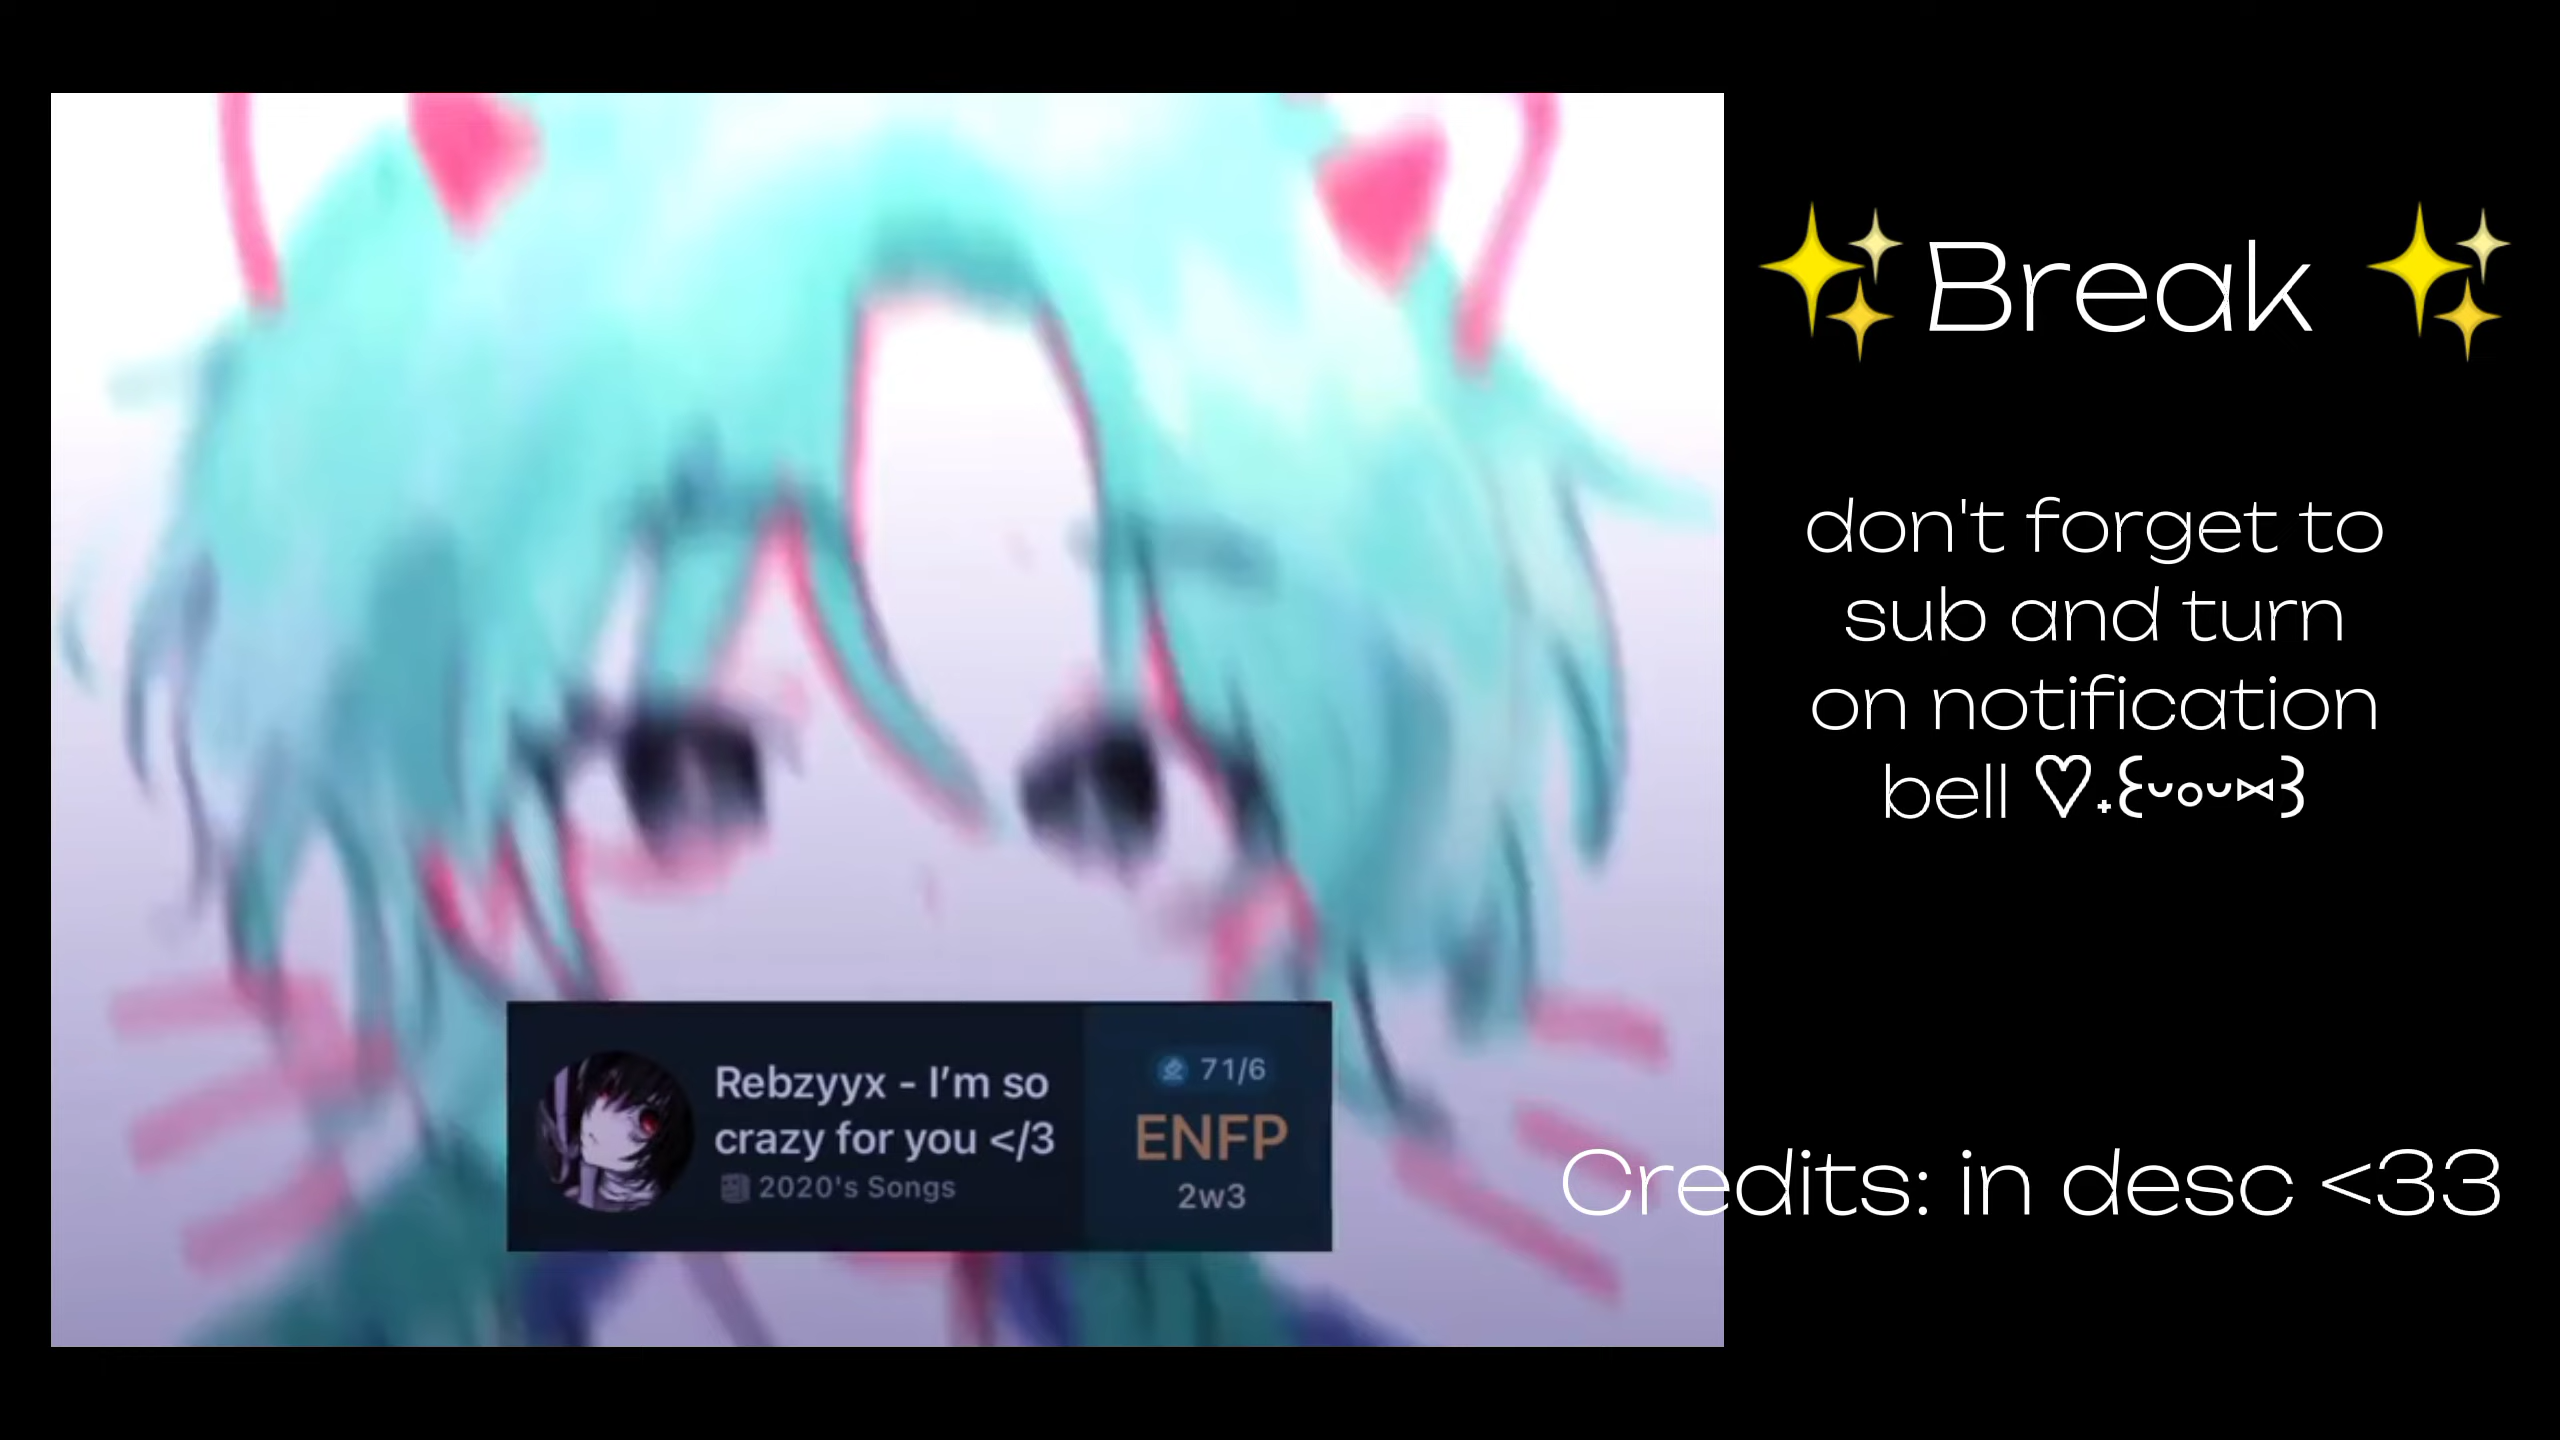 ✨Break ✨
don't forget to
sub and turn
on notification
bell ♡₊꒰ᵕ༚ᵕ⑅꒱
Rebzyyx - I’m so
crazy for you </3
2020's Songs
71/6
ENFP
2w3
Credits: in desc <33